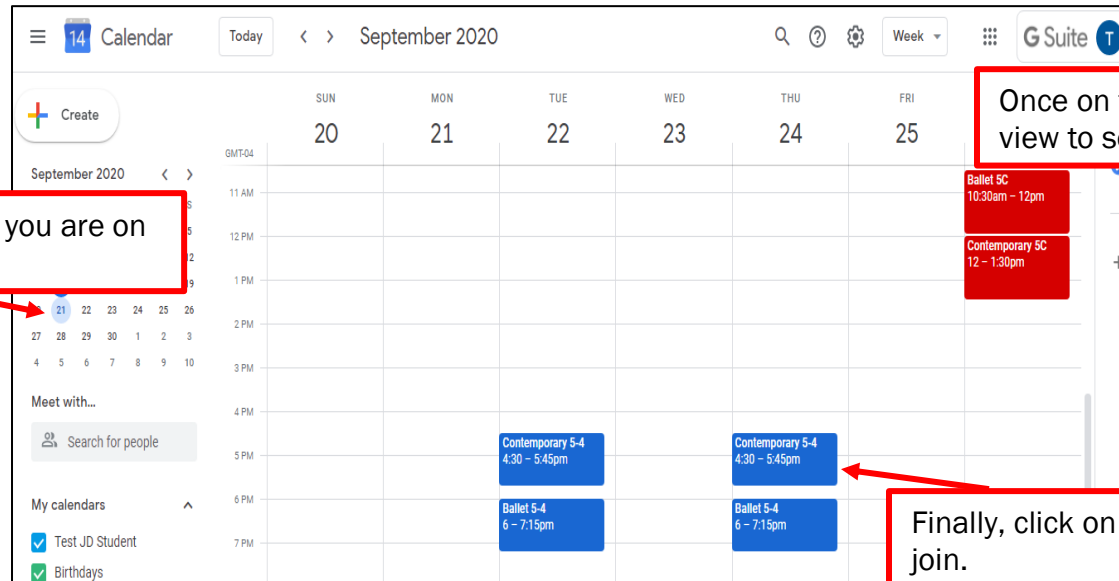 14 Calendar Today < > September 2020 Week G Suite T
Create
SUN MON TUE WED THU FRI
20 21 22 23 24 25
GMT-04
Once on
view to
September 2020 < >
S
5
12
19
you are on
21 22 23 24 25 26
27 28 29 30 1 2 3
4 5 6 7 8 9 10
Meet with...
Search for people
My calendars
Test JD Student
Birthdays
11 AM
12 PM
1 PM
2 PM
3 PM
4 PM
5 PM
6 PM
7 PM
Contemporary 5-4
4:30 – 5:45pm
Ballet 5-4
6 – 7:15pm
Contemporary 5-4
4:30 – 5:45pm
Ballet 5-4
6 – 7:15pm
Ballet 5C
10:30am – 12pm
Contemporary 5C
12 – 1:30pm
Finally, click on
join.